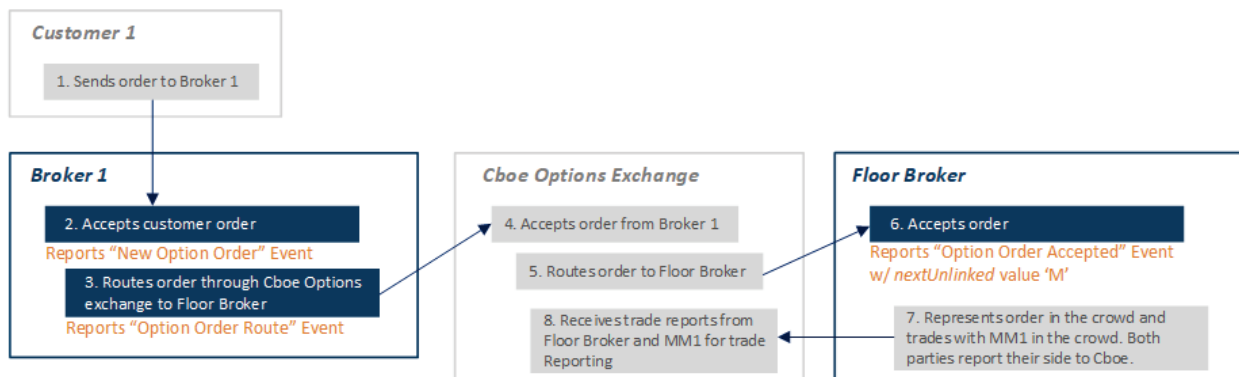 Customer 1
1. Sends order to Broker 1
Broker 1
2. Accepts customer order
Reports “New Option Order” Event
3. Routes order through Cboe Options
exchange to Floor Broker
Reports “Option Order Route” Event
Cboe Options Exchange
4. Accepts order from Broker 1
5. Routes order to Floor Broker
8. Receives trade reports from
Floor Broker and MM1 for trade
Reporting
Floor Broker
6. Accepts order
Reports “Option Order Accepted” Event
w/ nextUnlinked value ‘M’
7. Represents order in the crowd and
trades with MM1 in the crowd. Both
parties report their side to Cboe.